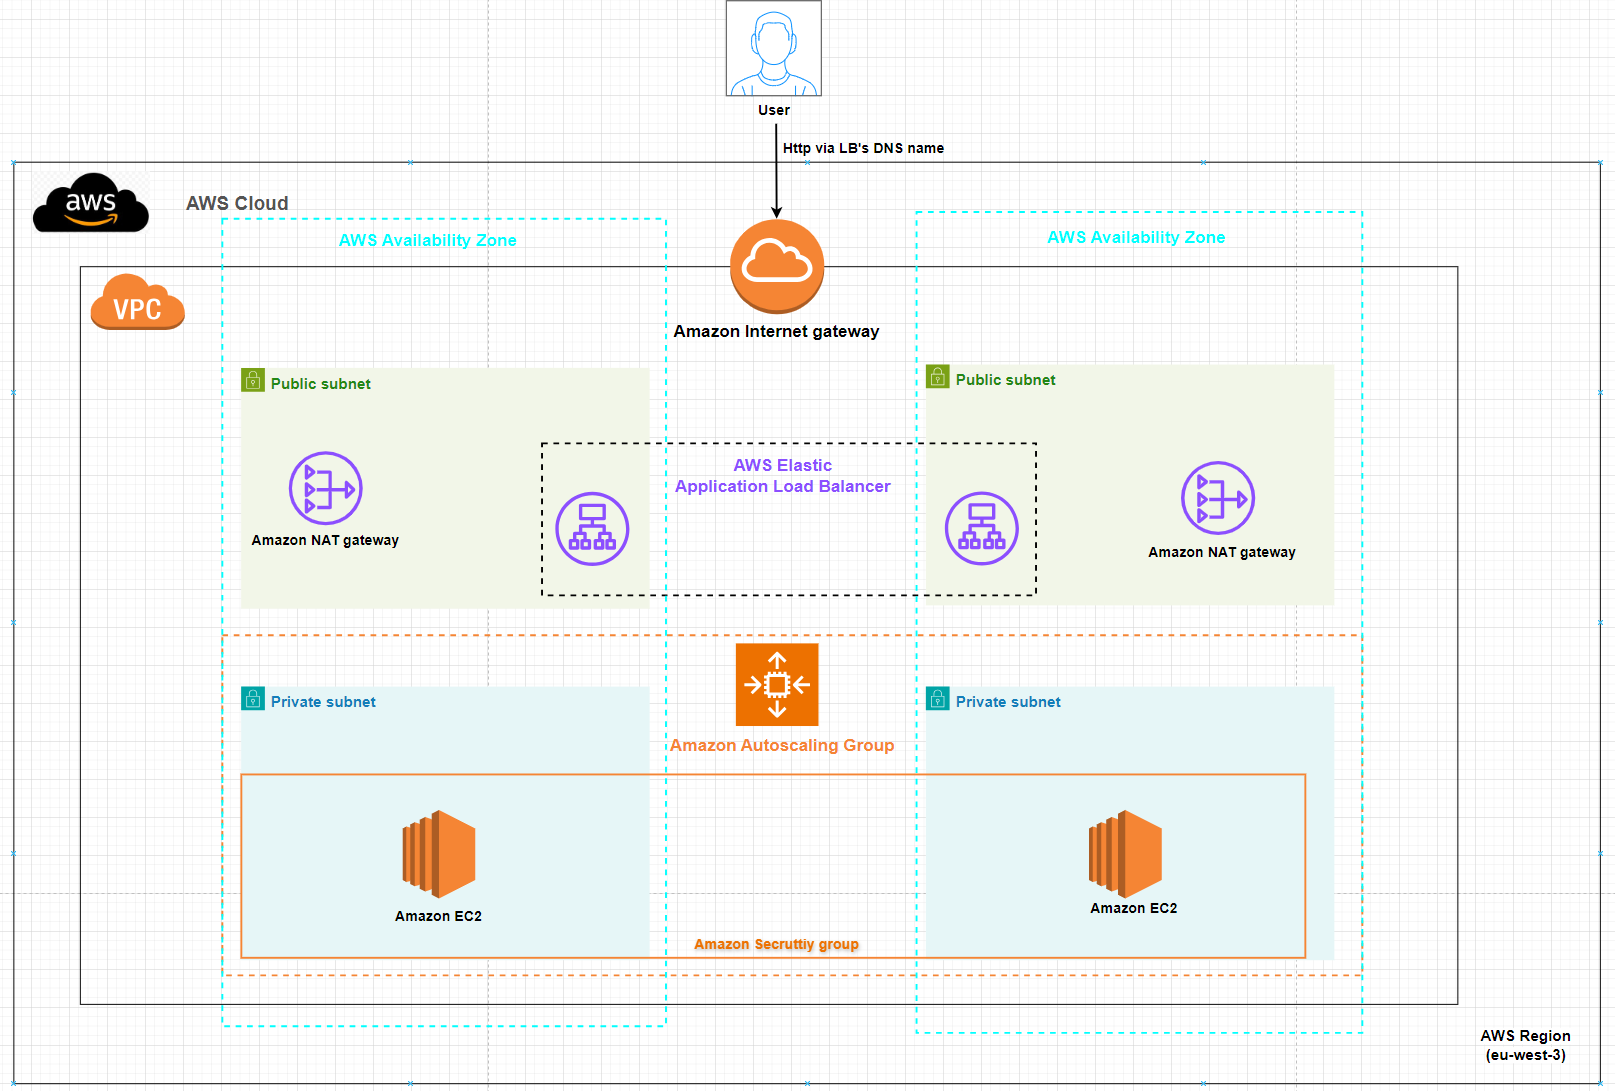 User
Http via LB's DNS name
aws
AWS Cloud
AWS Availability Zone
AWS Availability Zone
VPC
Amazon Internet gateway
Public subnet
Public subnet
AWS Elastic
Application Load Balancer
Amazon NAT gateway
Amazon NAT gateway
Private subnet
Private subnet
Amazon Autoscaling Group
Amazon EC2
Amazon EC2
Amazon Secruttiy group
AWS Region
(eu-west-3)